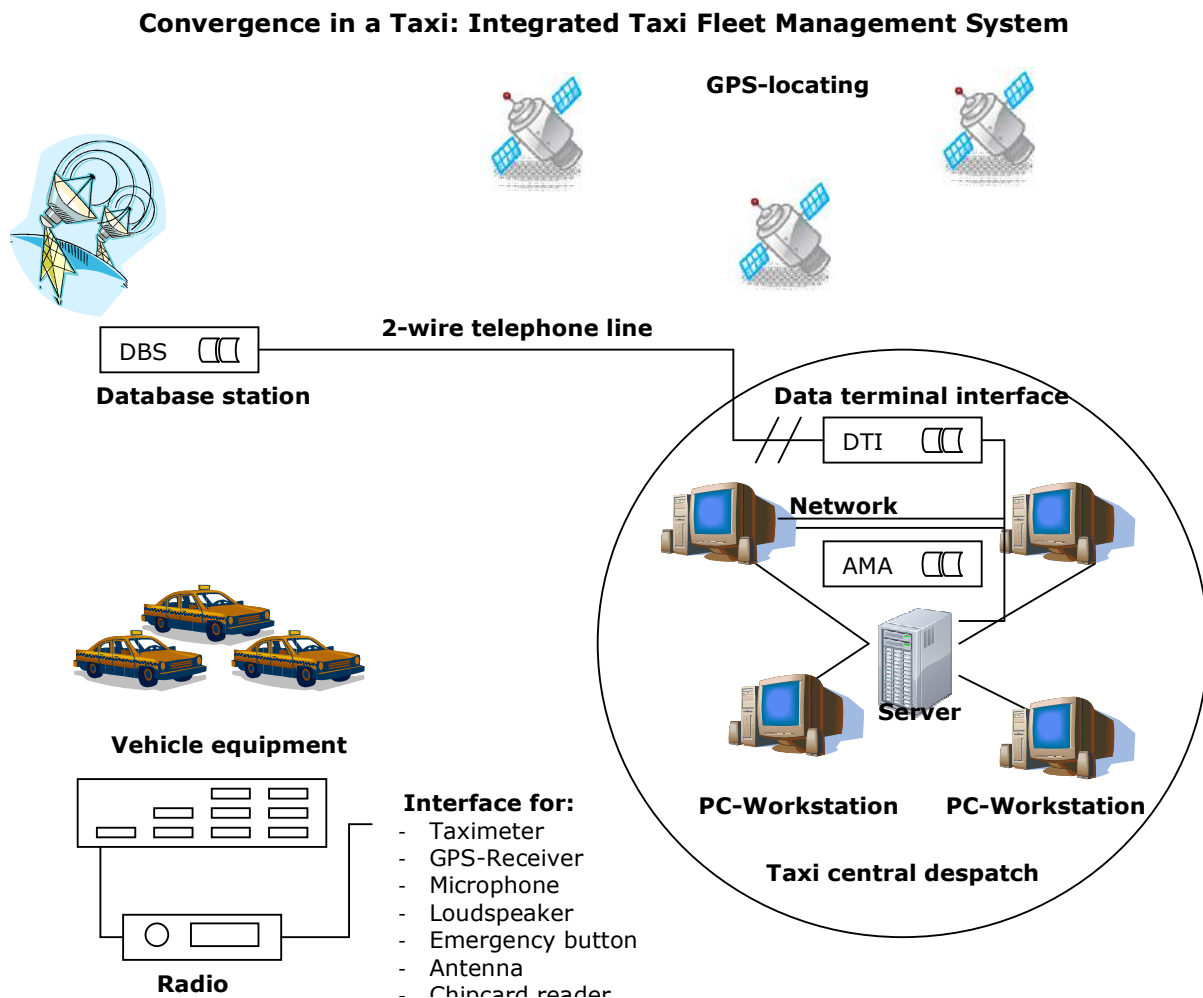 Convergence in a Taxi: Integrated Taxi Fleet Management System
GPS-locating
2-wire telephone line
DBS
Database station
Data terminal interface
DTI
Network
AMA
Server
Vehicle equipment
PC-Workstation
PC-Workstation
Taxi central despatch
Interface for:
- Taximeter
- GPS-Receiver
- Microphone
- Loudspeaker
- Emergency button
- Antenna
- Chipcard reader
Radio